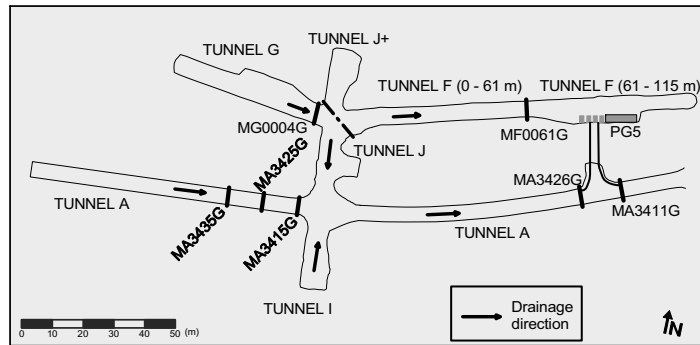 TUNNEL J+
TUNNEL G
TUNNEL F (0 - 61 m)
TUNNEL F (61 - 115 m)
MG0004G
MF0061G
PG5
TUNNEL J
MA3425G
MA3426G
TUNNEL A
MA3435G
MA3415G
TUNNEL A
MA3411G
TUNNEL I
0 10 20 30 40 50 (m)
Drainage
direction
N